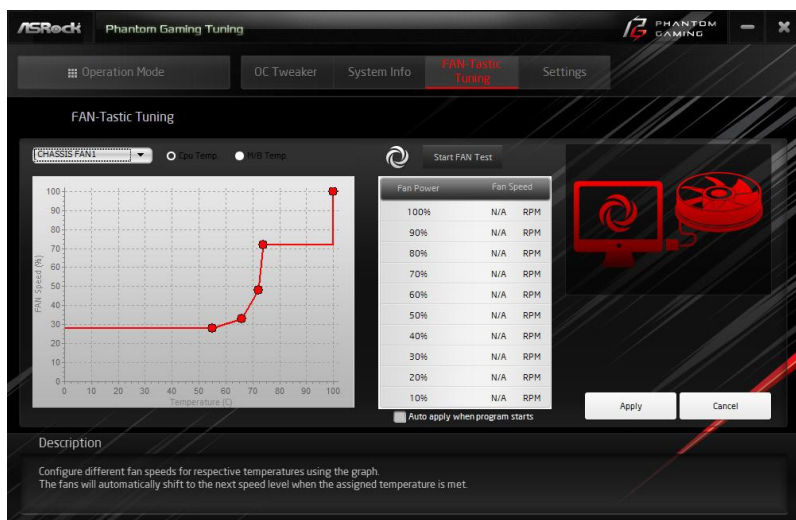 ASRock
Phantom Gaming Tuning
PHANTOM
GAMING
Operation Mode
OC Tweaker
System Info
FAN-Tastic
Tuning
Settings
FAN-Tastic Tuning
CHASSIS FAN1
Cpu Temp.
M/B Temp.
Start FAN Test
FAN Speed (%)
100
90
80
70
60
50
40
30
20
10
0
0 10 20 30 40 50 60 70 80 90 100
Temperature (C)
Fan Power Fan Speed
100% N/A RPM
90% N/A RPM
80% N/A RPM
70% N/A RPM
60% N/A RPM
50% N/A RPM
40% N/A RPM
30% N/A RPM
20% N/A RPM
10% N/A RPM
Auto apply when program starts
Apply
Cancel
Description
Configure different fan speeds for respective temperatures using the graph.
The fans will automatically shift to the next speed level when the assigned temperature is met.